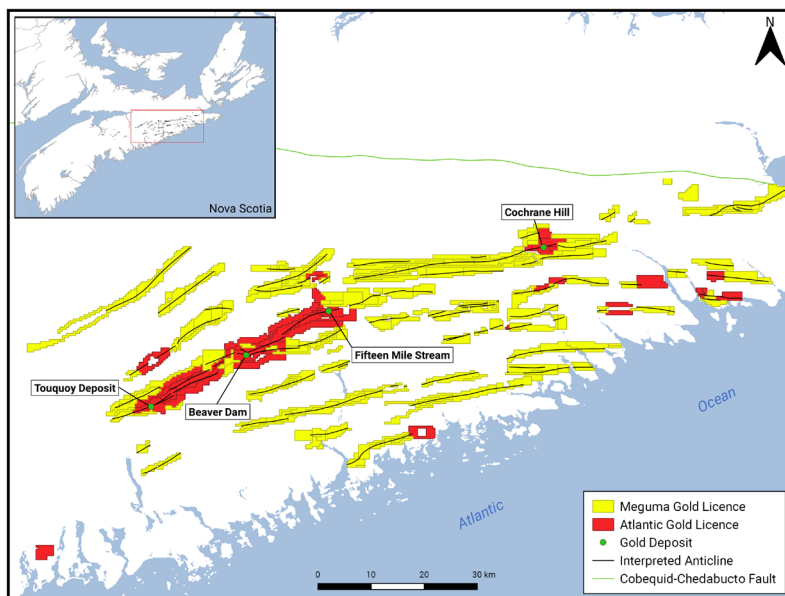 N
Nova Scotia
Cochrane Hill
Fifteen Mile Stream
Touquoy Deposit
Beaver Dam
Ocean
Atlantic
Meguma Gold Licence
Atlantic Gold Licence
Gold Deposit
Interpreted Anticline
Cobequid-Chedabucto Fault
0 10 20 30 km